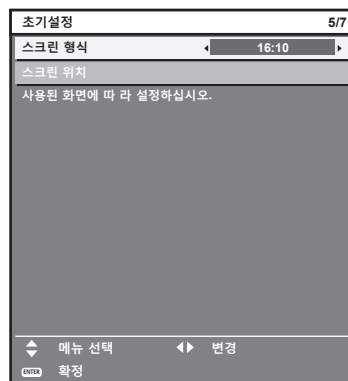 초기설정 5/7
스크린 형식 16:10
스크린 위치
사용된 화면에 따 라 설정하십시오.
메뉴 선택 변경
ENTER 확정